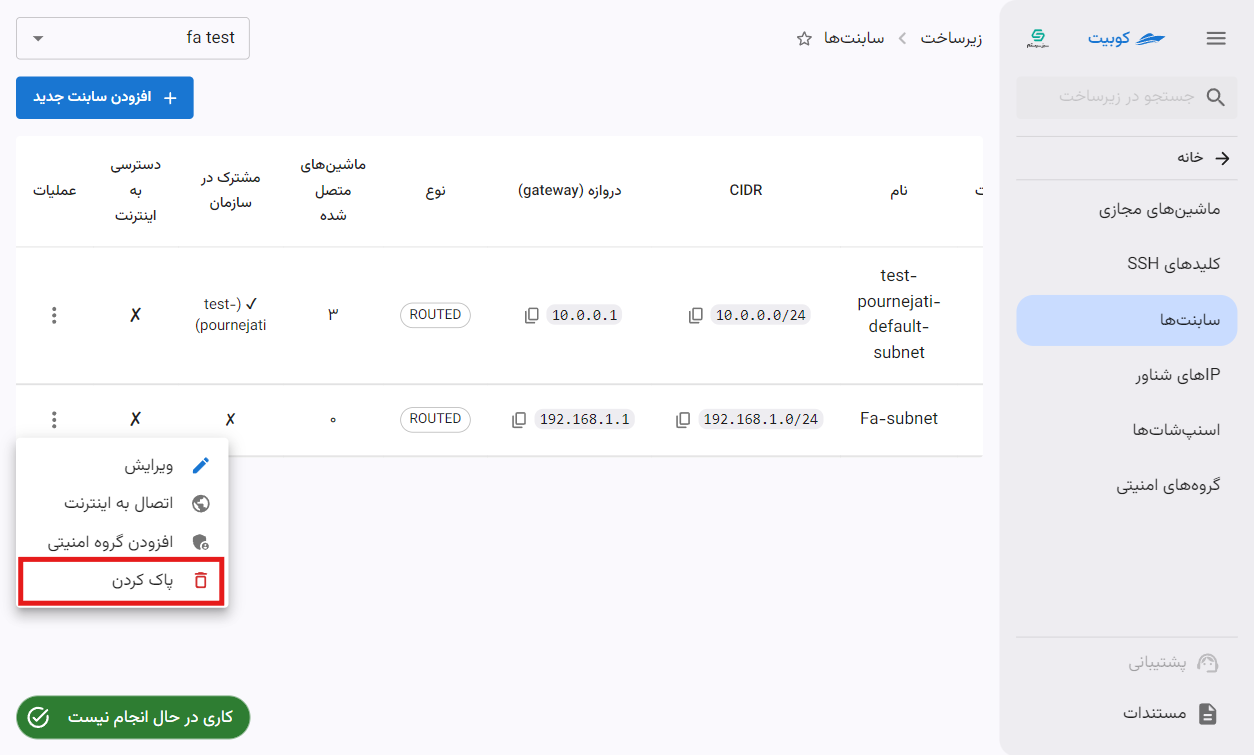 کوبیت
جستجو در زیرساخت
خانه
ماشین‌های مجازی
کلیدهای SSH
سابنت‌ها
IPهای شناور
اسنپ‌شات‌ها
گروه‌های امنیتی
پشتیبانی
مستندات
زیرساخت
سابنت‌ها
fa test
افزودن سابنت جدید
نام
CIDR
دروازه (gateway)
نوع
ماشین‌های
متصل
شده
مشترک در
سازمان
دسترسی
به
اینترنت
عملیات
test-
pournejati-
default-
subnet
10.0.0.0/24
10.0.0.1
ROUTED
۳
✓ (test-
pournejati)
✗
Fa-subnet
192.168.1.0/24
192.168.1.1
ROUTED
۰
✗
✗
ویرایش
اتصال به اینترنت
افزودن گروه امنیتی
پاک کردن
کاری در حال انجام نیست